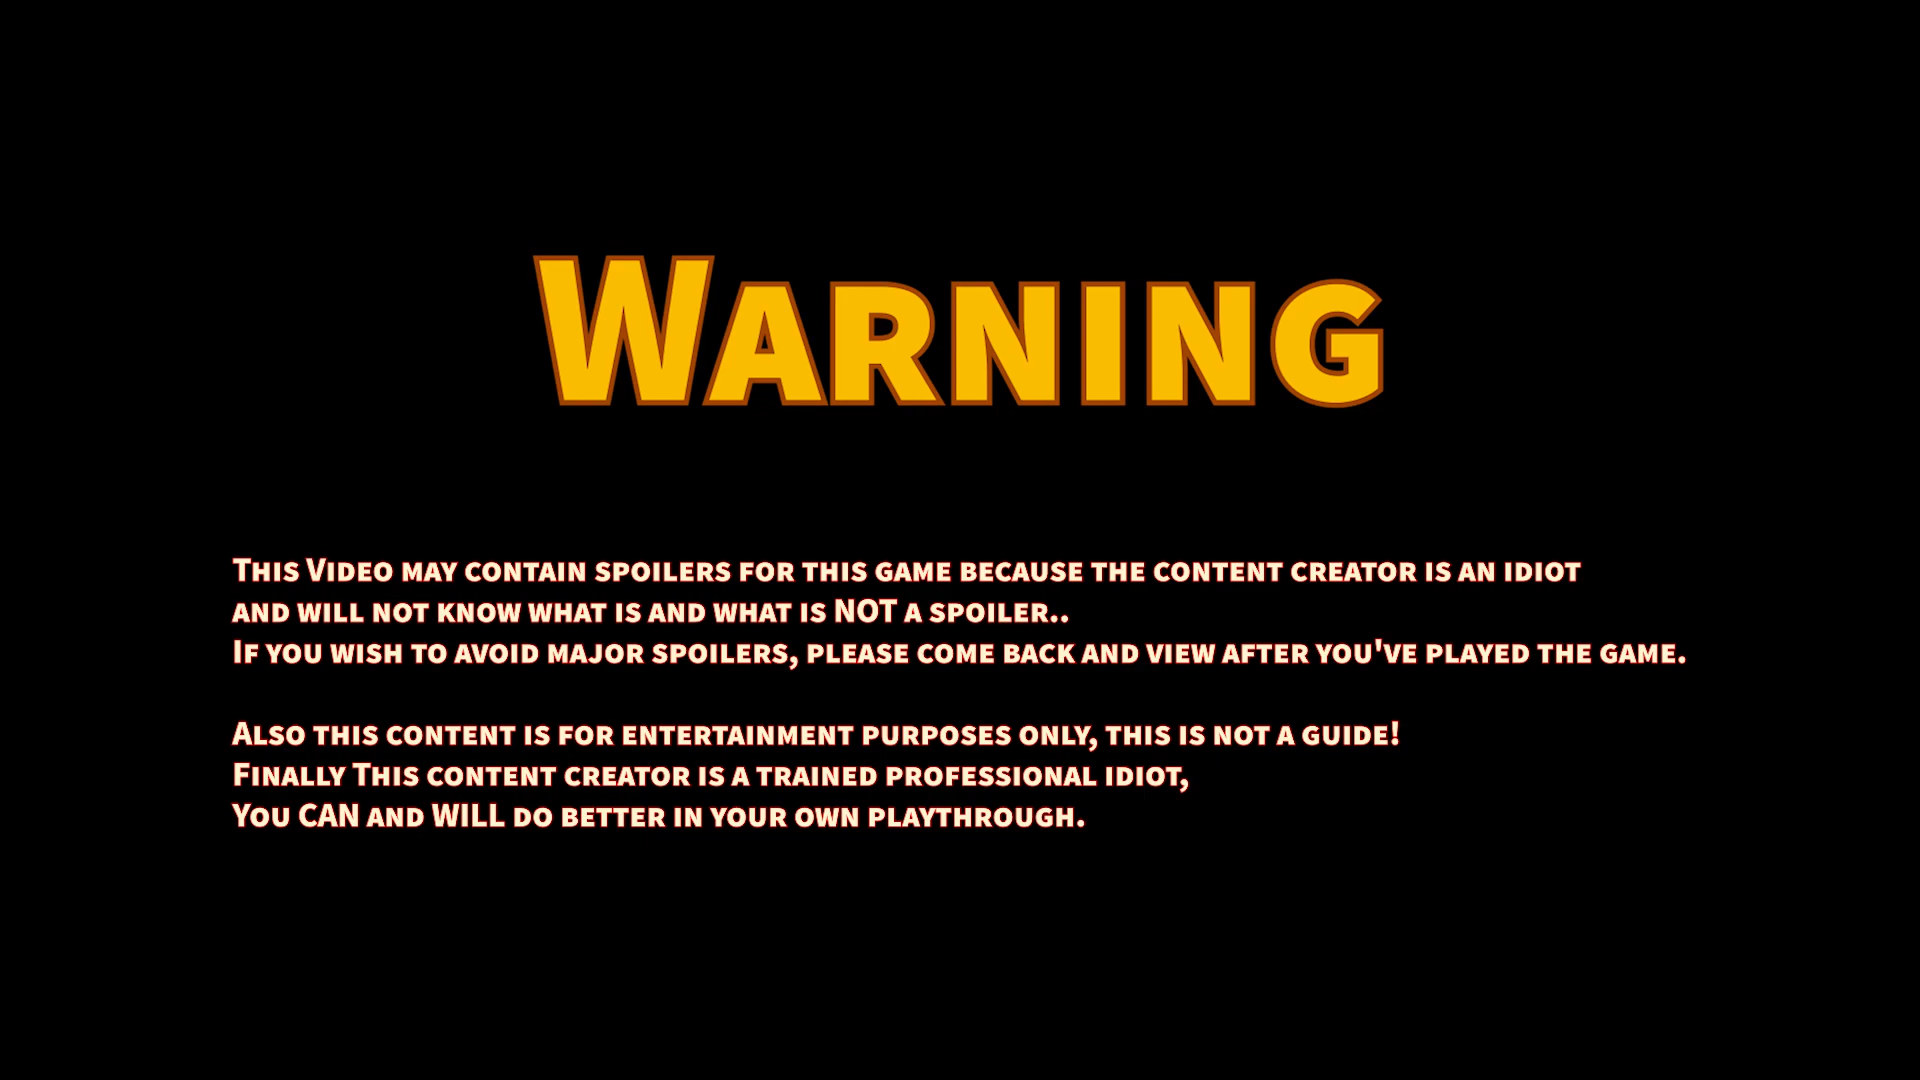 Warning
This Video may contain spoilers for this game because the content creator is an idiot
and will not know what is and what is NOT a spoiler..
If you wish to avoid major spoilers, please come back and view after you've played the game.
Also this content is for entertainment purposes only, this is not a guide!
Finally This content creator is a trained professional idiot,
You CAN and WILL do better in your own playthrough.